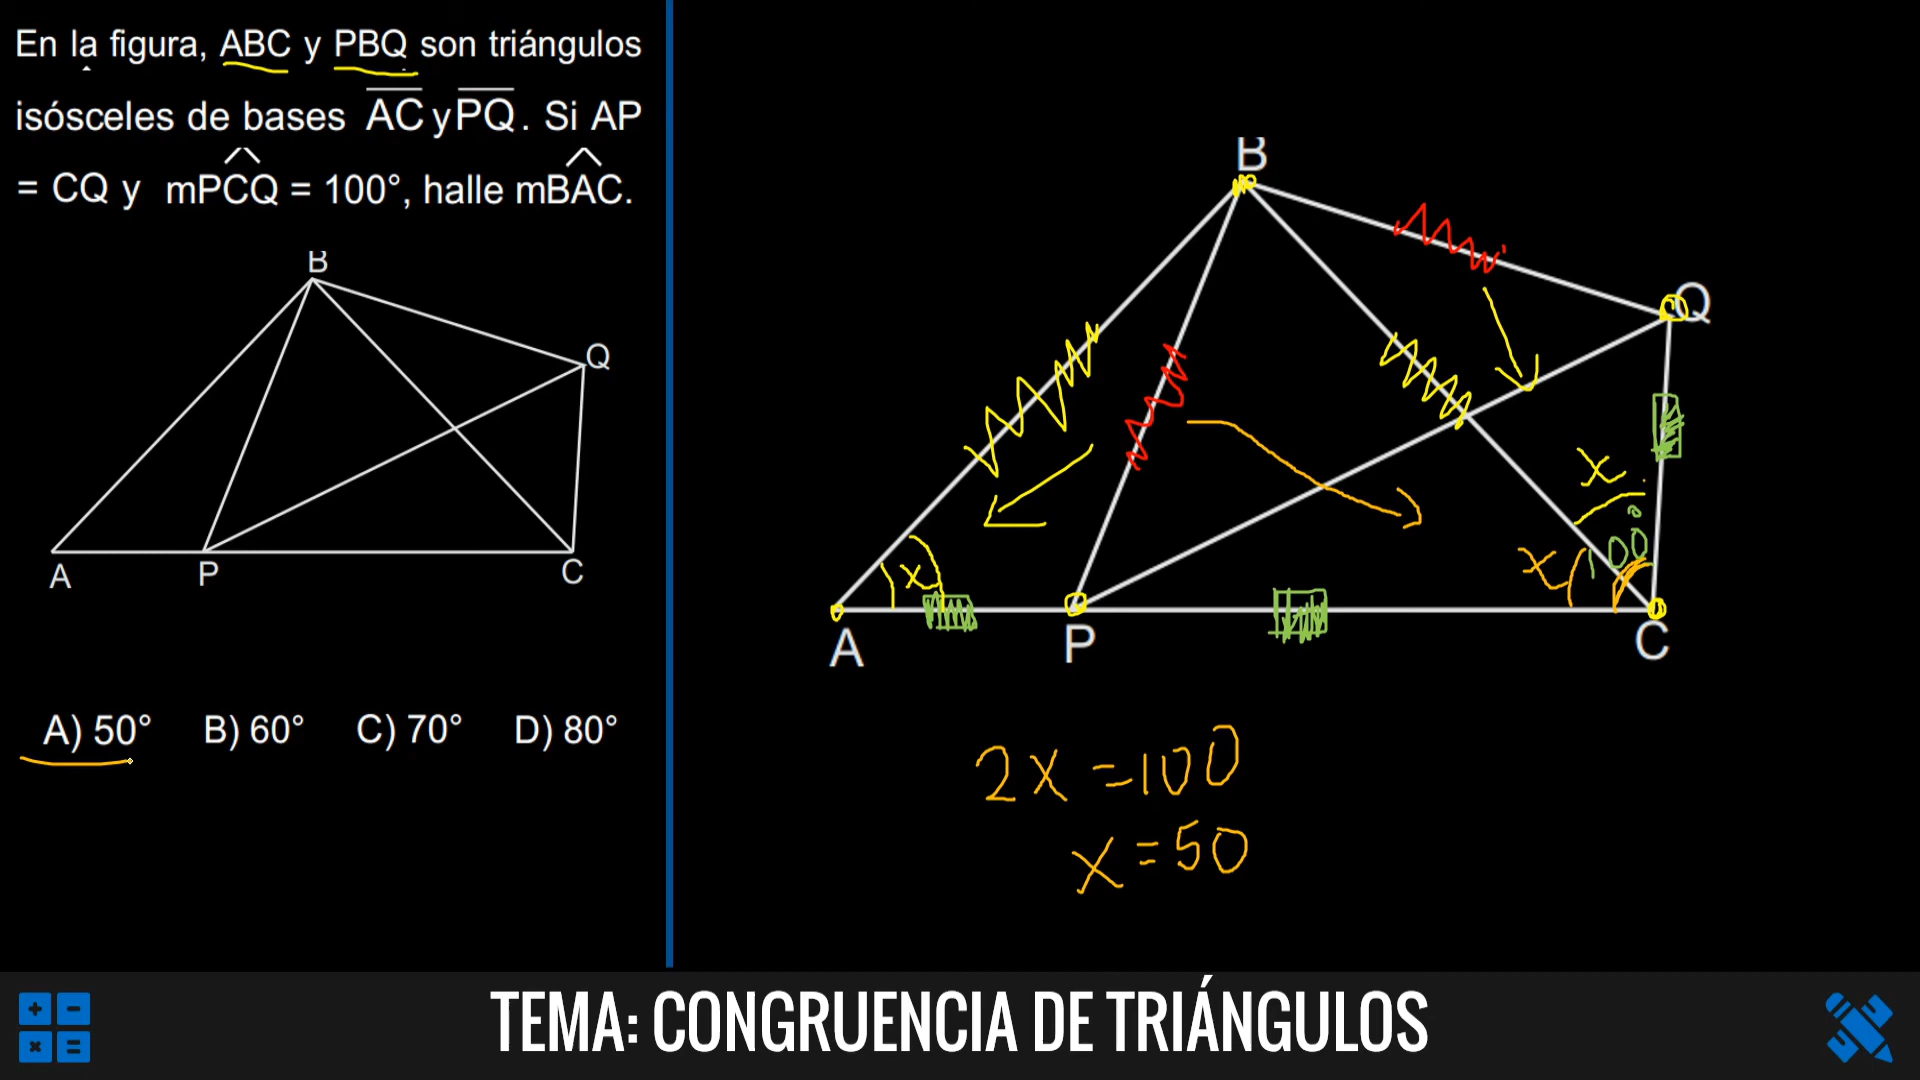 En la figura, ABC y PBQ son triángulos
isósceles de bases AC y PQ. Si AP
= CQ y mPCQ = 100°, halle mBAC.
B
Q
A
P
C
A) 50° B) 60° C) 70° D) 80°
B
Q
x
x
x
100°
A
P
C
2x = 100
x = 50
TEMA: CONGRUENCIA DE TRIÁNGULOS